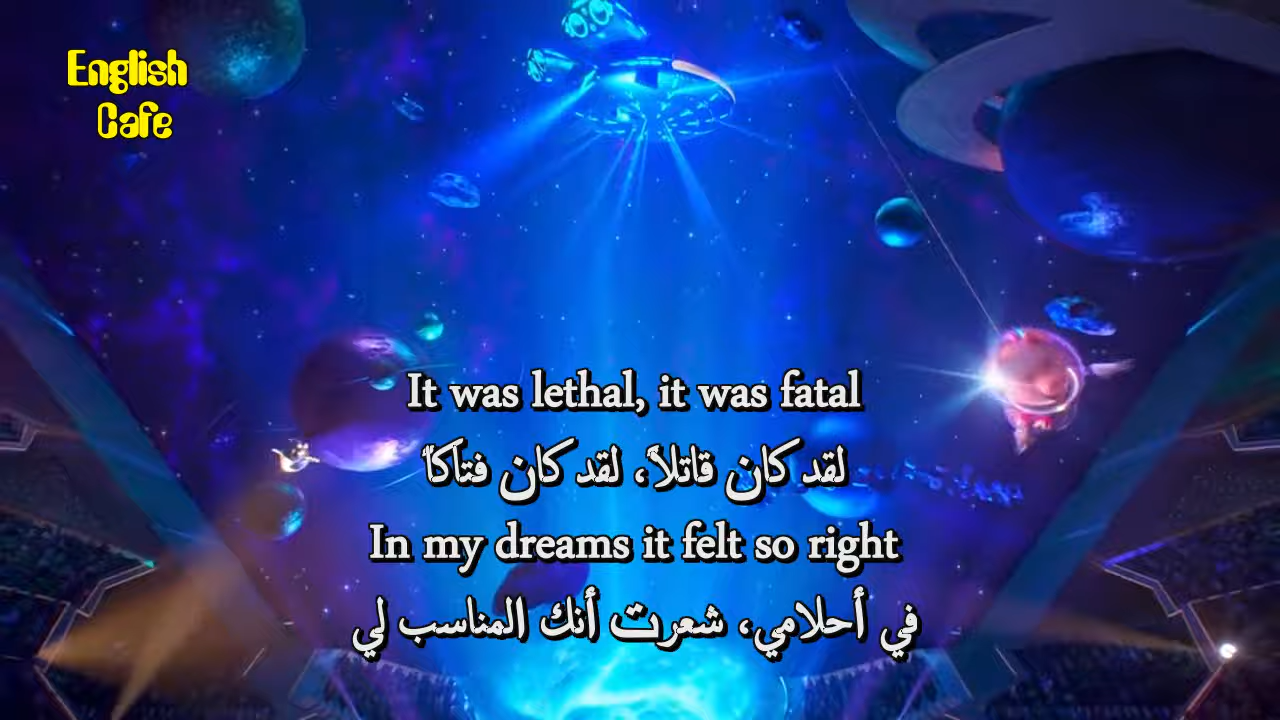 English
Cafe
It was lethal, it was fatal
لقد كان قاتلاً، لقد كان فتاكاً
In my dreams it felt so right
في أحلامي، شعرت أنك المناسب لي